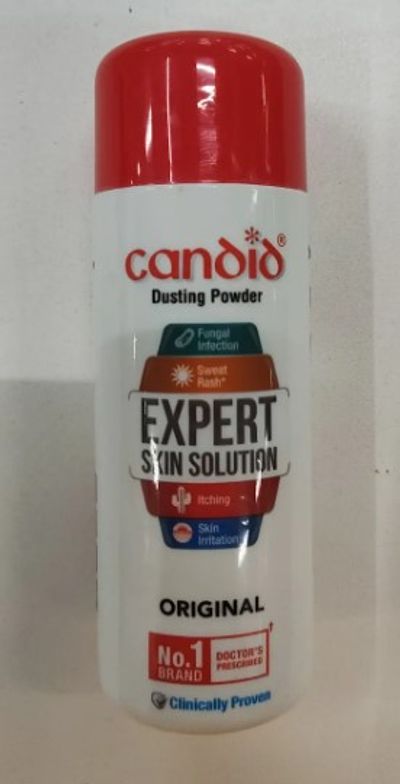 candid®
Dusting Powder
Fungal
Infection
Sweat
Rash*
EXPERT
SKIN SOLUTION
Itching
Skin
Irritation
ORIGINAL
No.1
BRAND
DOCTOR'S
PRESCRIBED
†
Clinically Proven